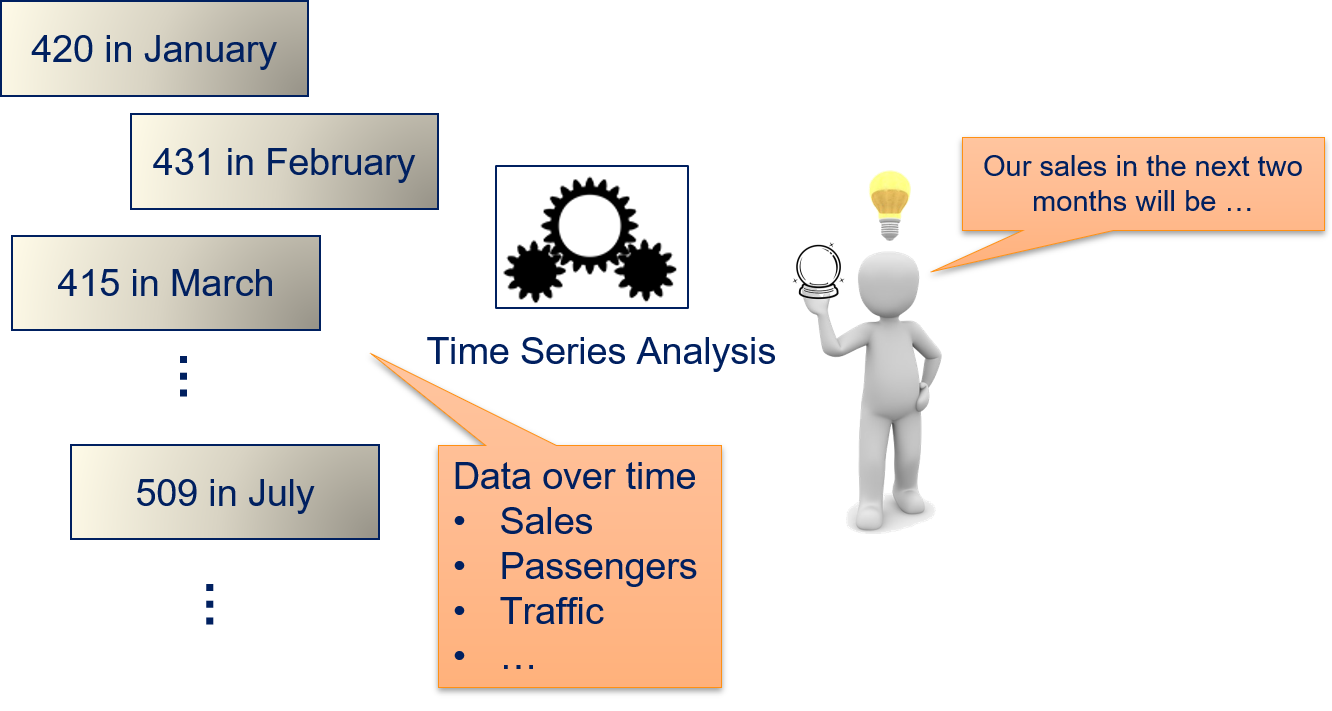 420 in January
431 in February
415 in March
⋮
509 in July
⋮
Time Series Analysis
Data over time
• Sales
• Passengers
• Traffic
• …
Our sales in the next two
months will be …